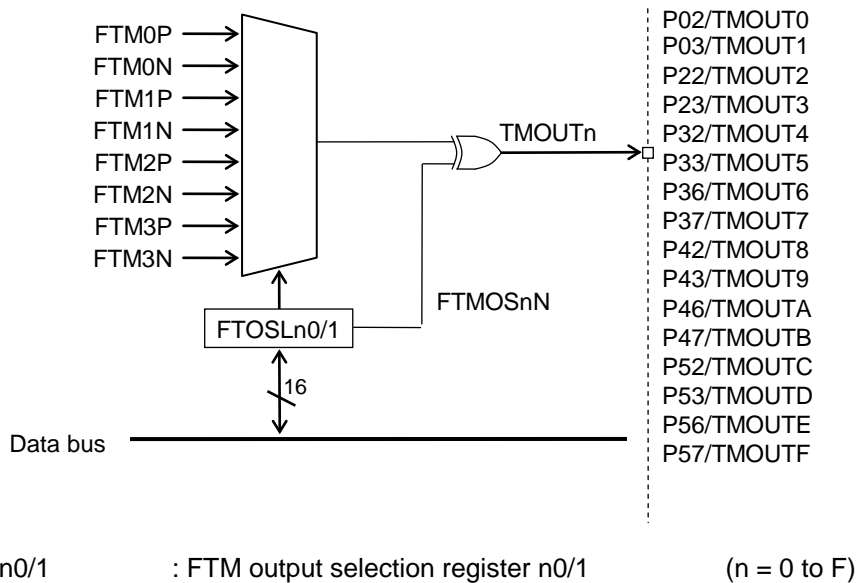 FTM0P
FTM0N
FTM1P
FTM1N
FTM2P
FTM2N
FTM3P
FTM3N
FTOSLn0/1
16
Data bus
FTMOSnN
TMOUTn
P02/TMOUT0
P03/TMOUT1
P22/TMOUT2
P23/TMOUT3
P32/TMOUT4
P33/TMOUT5
P36/TMOUT6
P37/TMOUT7
P42/TMOUT8
P43/TMOUT9
P46/TMOUTA
P47/TMOUTB
P52/TMOUTC
P53/TMOUTD
P56/TMOUTE
P57/TMOUTF
n0/1 : FTM output selection register n0/1 (n = 0 to F)